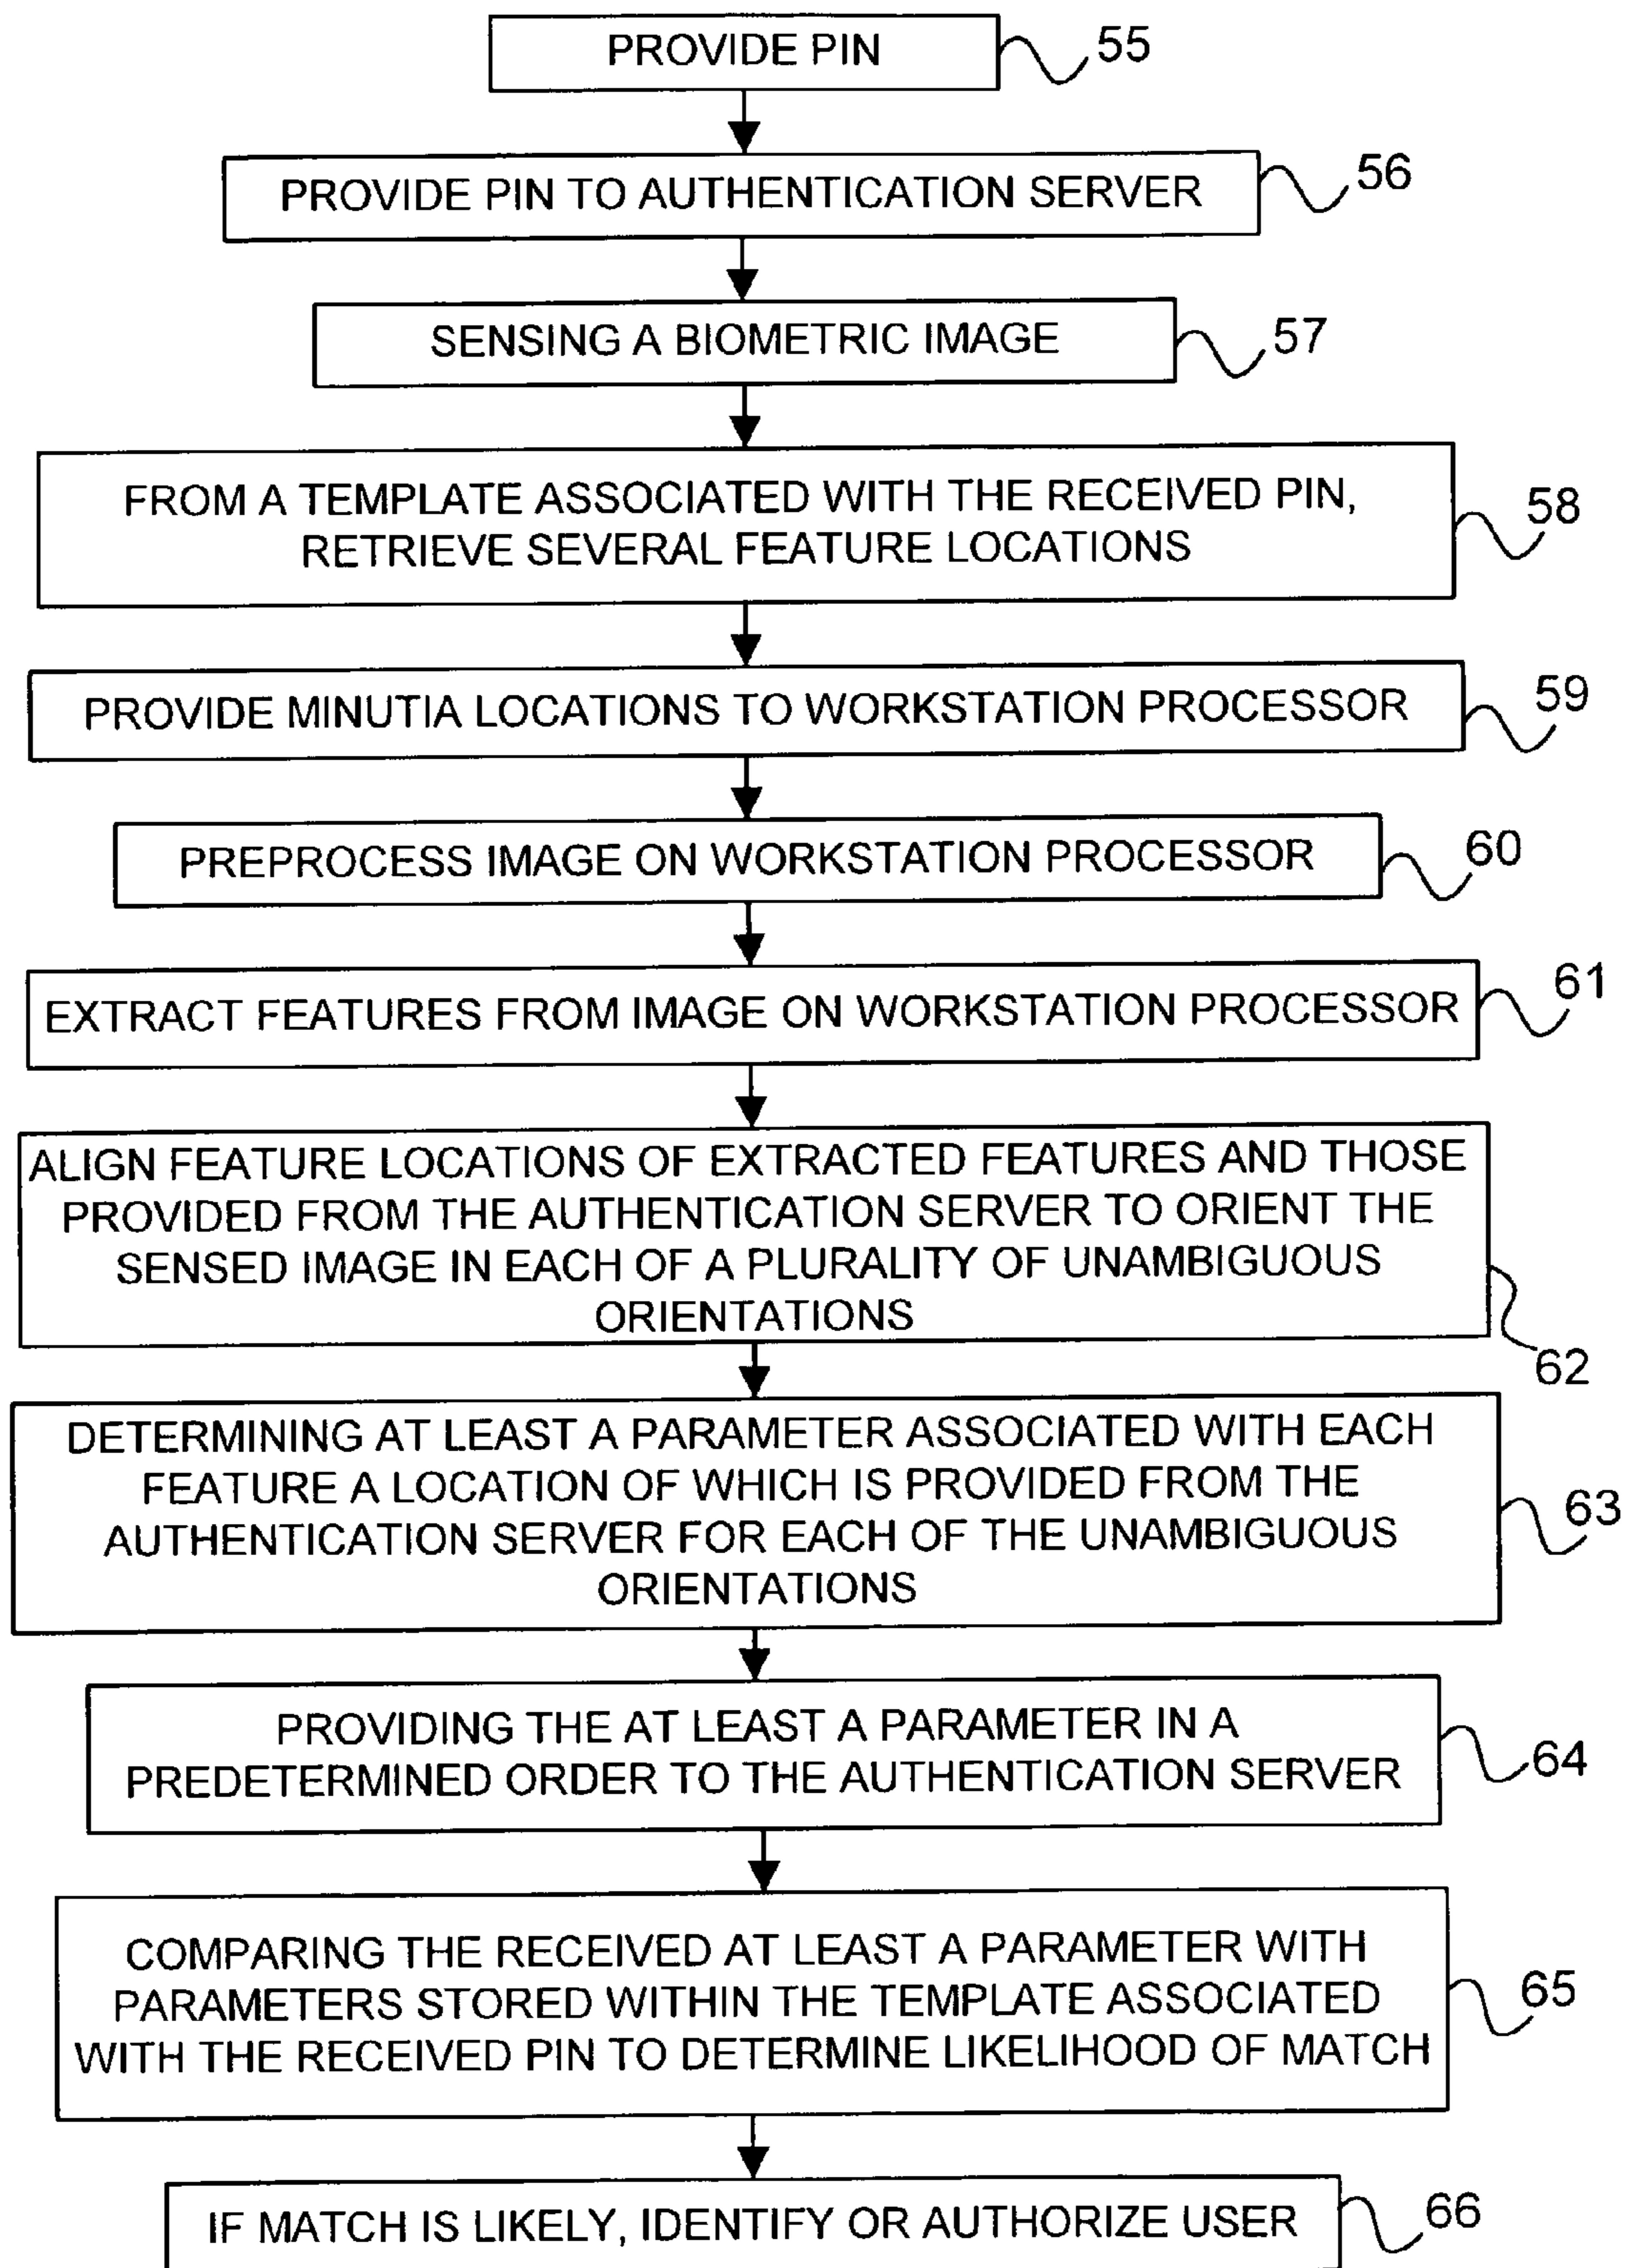 PROVIDE PIN
55
PROVIDE PIN TO AUTHENTICATION SERVER
56
SENSING A BIOMETRIC IMAGE
57
FROM A TEMPLATE ASSOCIATED WITH THE RECEIVED PIN,
RETRIEVE SEVERAL FEATURE LOCATIONS
58
PROVIDE MINUTIA LOCATIONS TO WORKSTATION PROCESSOR
59
PREPROCESS IMAGE ON WORKSTATION PROCESSOR
60
EXTRACT FEATURES FROM IMAGE ON WORKSTATION PROCESSOR
61
ALIGN FEATURE LOCATIONS OF EXTRACTED FEATURES AND THOSE
PROVIDED FROM THE AUTHENTICATION SERVER TO ORIENT THE
SENSED IMAGE IN EACH OF A PLURALITY OF UNAMBIGUOUS
ORIENTATIONS
62
DETERMINING AT LEAST A PARAMETER ASSOCIATED WITH EACH
FEATURE A LOCATION OF WHICH IS PROVIDED FROM THE
AUTHENTICATION SERVER FOR EACH OF THE UNAMBIGUOUS
ORIENTATIONS
63
PROVIDING THE AT LEAST A PARAMETER IN A
PREDETERMINED ORDER TO THE AUTHENTICATION SERVER
64
COMPARING THE RECEIVED AT LEAST A PARAMETER WITH
PARAMETERS STORED WITHIN THE TEMPLATE ASSOCIATED
WITH THE RECEIVED PIN TO DETERMINE LIKELIHOOD OF MATCH
65
IF MATCH IS LIKELY, IDENTIFY OR AUTHORIZE USER
66